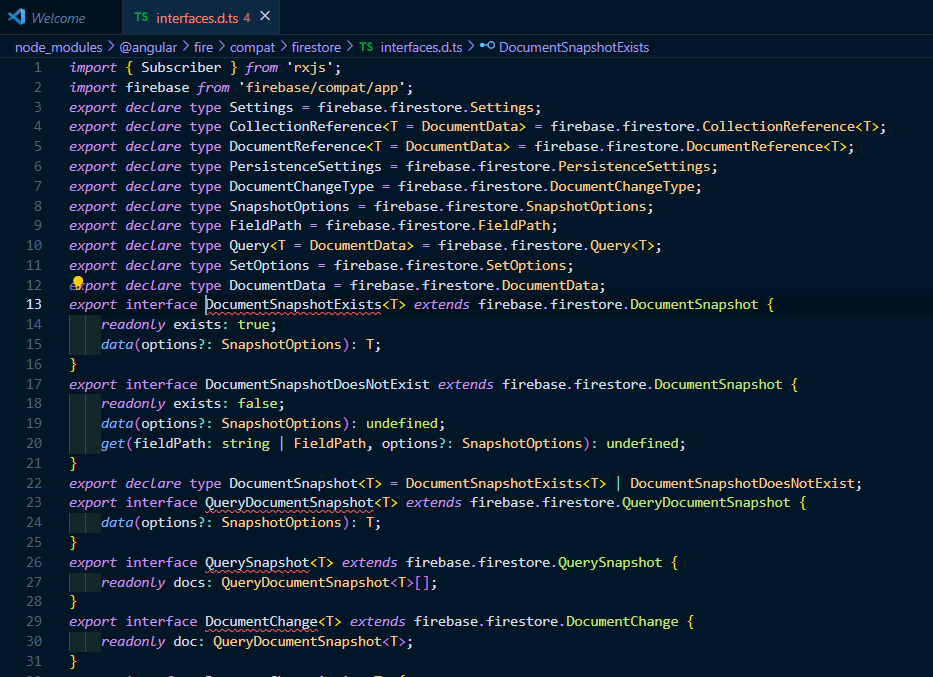 Welcome
TS interfaces.d.ts 4 ×
node_modules > @angular > fire > compat > firestore > TS interfaces.d.ts > DocumentSnapshotExists
1 import { Subscriber } from 'rxjs';
2 import firebase from 'firebase/compat/app';
3 export declare type Settings = firebase.firestore.Settings;
4 export declare type CollectionReference<T = DocumentData> = firebase.firestore.CollectionReference<T>;
5 export declare type DocumentReference<T = DocumentData> = firebase.firestore.DocumentReference<T>;
6 export declare type PersistenceSettings = firebase.firestore.PersistenceSettings;
7 export declare type DocumentChangeType = firebase.firestore.DocumentChangeType;
8 export declare type SnapshotOptions = firebase.firestore.SnapshotOptions;
9 export declare type FieldPath = firebase.firestore.FieldPath;
10 export declare type Query<T = DocumentData> = firebase.firestore.Query<T>;
11 export declare type SetOptions = firebase.firestore.SetOptions;
12 export declare type DocumentData = firebase.firestore.DocumentData;
13 export interface DocumentSnapshotExists<T> extends firebase.firestore.DocumentSnapshot {
14 readonly exists: true;
15 data(options?: SnapshotOptions): T;
16 }
17 export interface DocumentSnapshotDoesNotExist extends firebase.firestore.DocumentSnapshot {
18 readonly exists: false;
19 data(options?: SnapshotOptions): undefined;
20 get(fieldPath: string | FieldPath, options?: SnapshotOptions): undefined;
21 }
22 export declare type DocumentSnapshot<T> = DocumentSnapshotExists<T> | DocumentSnapshotDoesNotExist;
23 export interface QueryDocumentSnapshot<T> extends firebase.firestore.QueryDocumentSnapshot {
24 data(options?: SnapshotOptions): T;
25 }
26 export interface QuerySnapshot<T> extends firebase.firestore.QuerySnapshot {
27 readonly docs: QueryDocumentSnapshot<T>[];
28 }
29 export interface DocumentChange<T> extends firebase.firestore.DocumentChange {
30 readonly doc: QueryDocumentSnapshot<T>;
31 }